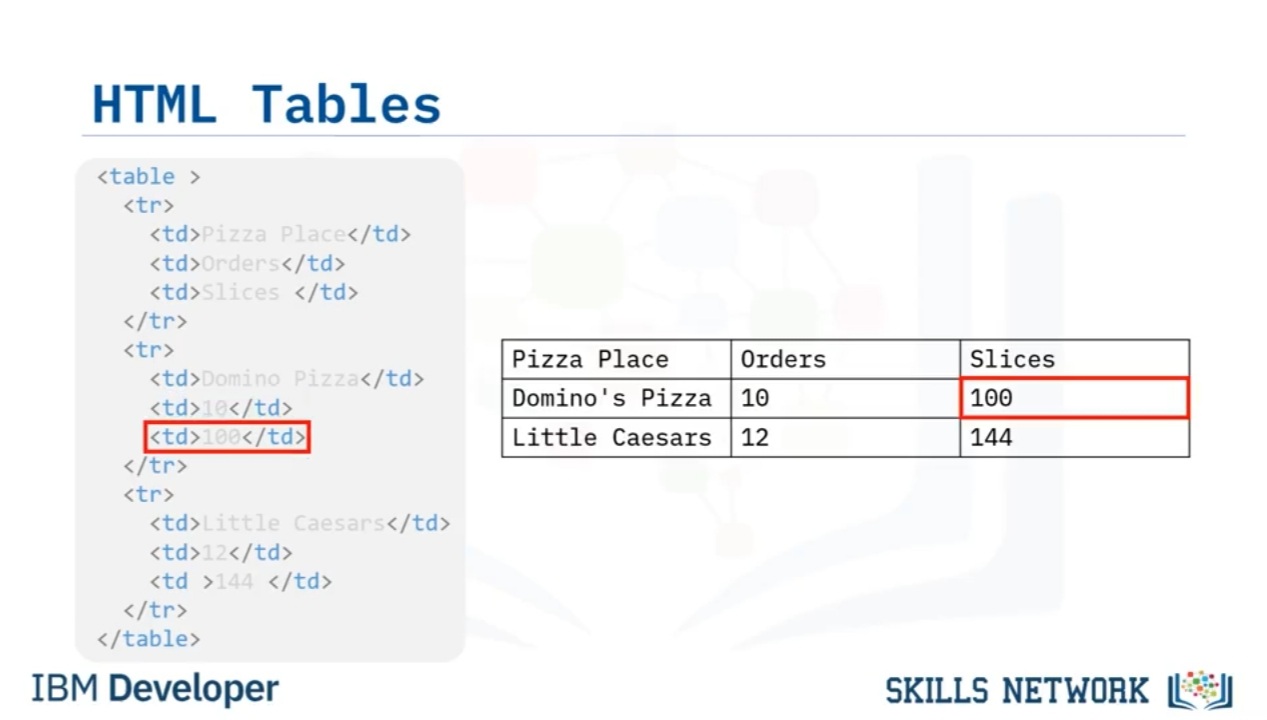 HTML Tables
<table >
<tr>
<td>Pizza Place</td>
<td>Orders</td>
<td>Slices </td>
</tr>
<tr>
<td>Domino Pizza</td>
<td>10</td>
<td>100</td>
</tr>
<tr>
<td>Little Caesars</td>
<td>12</td>
<td >144 </td>
</tr>
</table>
Pizza Place Orders Slices
Domino's Pizza 10 100
Little Caesars 12 144
IBM Developer
SKILLS NETWORK